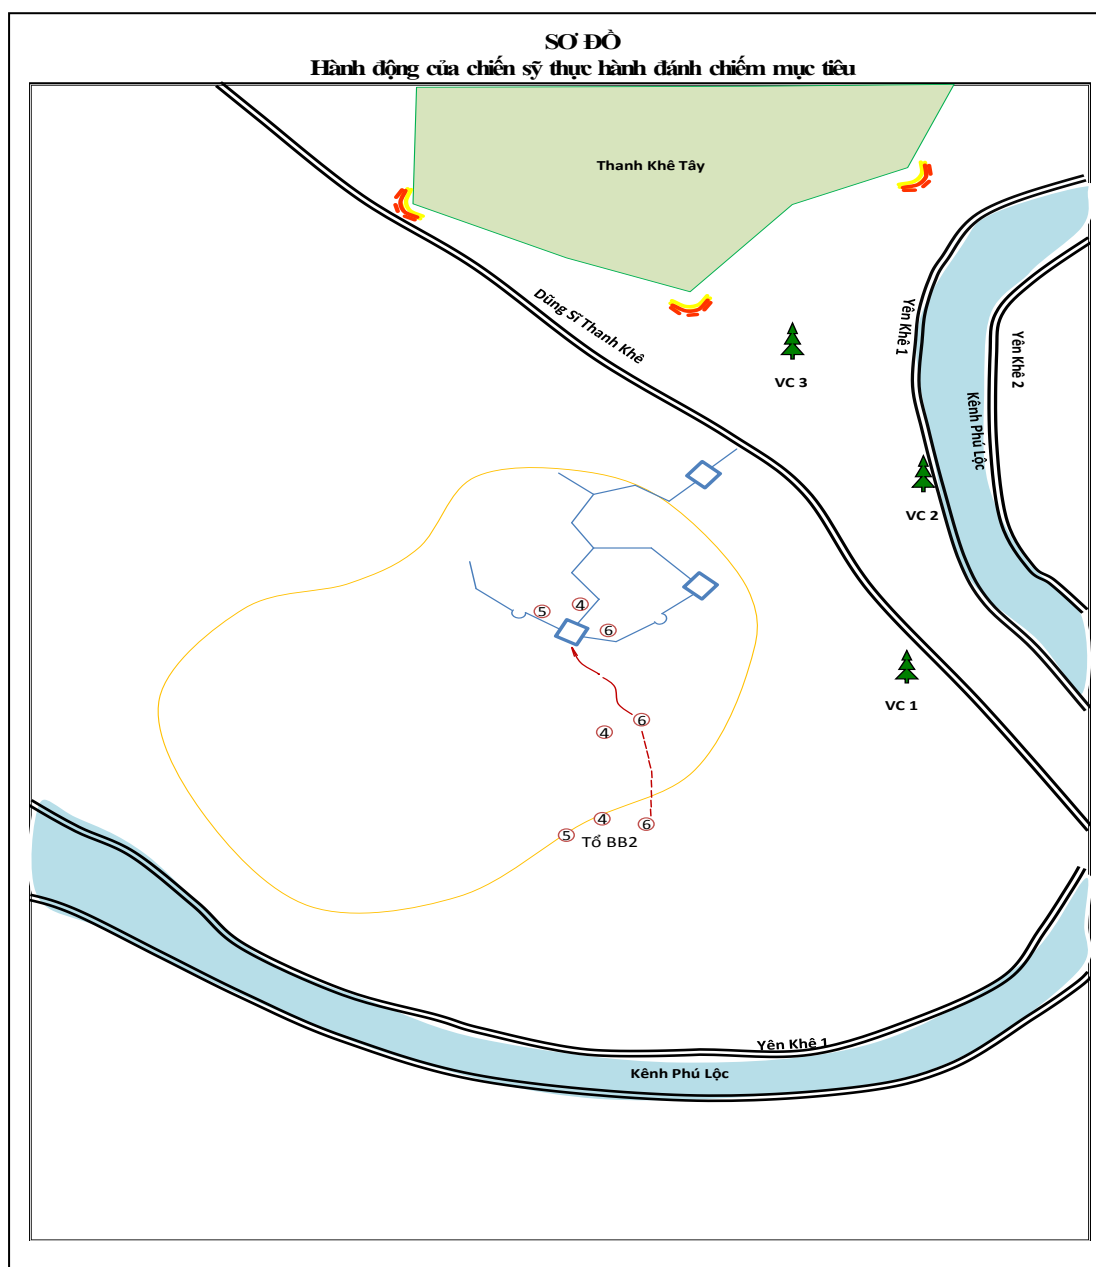 SƠ ĐỒ
Hành động của chiến sỹ thực hành đánh chiếm mục tiêu
Thanh Khê Tây
Dũng Sĩ Thanh Khê
Yên Khê 1
Yên Khê 2
VC 3
Kênh Phú Lộc
VC 2
⑤ ④ ⑥
VC 1
④ ⑥
⑤ ④ ⑥
Tổ BB2
Yên Khê 1
Kênh Phú Lộc